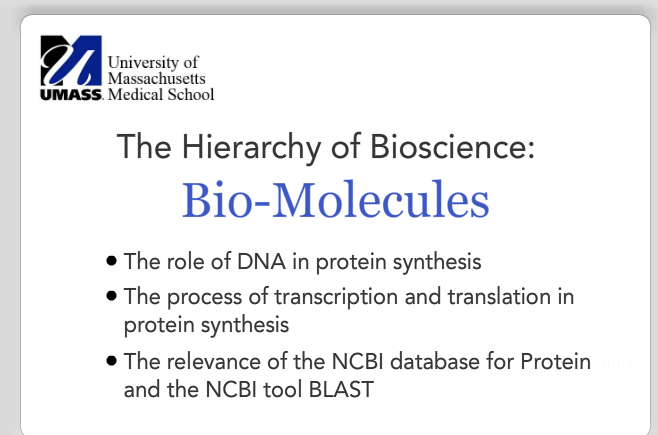 University of
Massachusetts
UMASS. Medical School
The Hierarchy of Bioscience:
Bio-Molecules
• The role of DNA in protein synthesis
• The process of transcription and translation in
protein synthesis
• The relevance of the NCBI database for Protein
and the NCBI tool BLAST